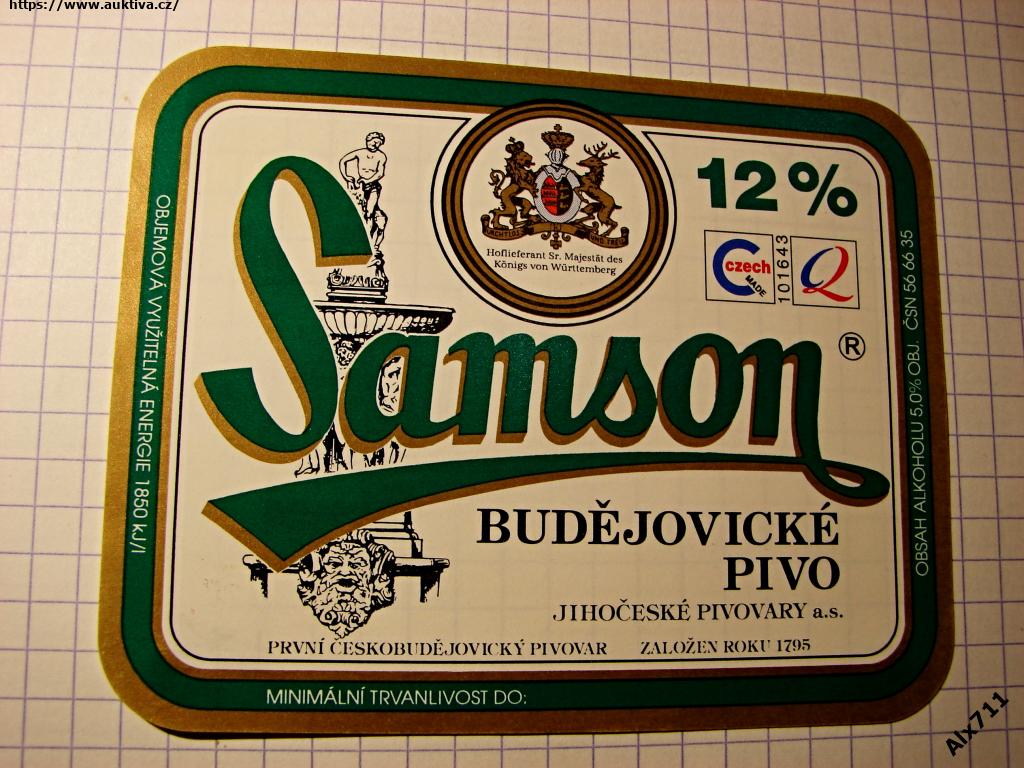 https://www.auktiva.cz/
12%
Hoflieferant Sr. Majestät des
Königs von Württemberg
czech
MADE
101643
Q
Samson ®
BUDĚJOVICKÉ
PIVO
JIHOČESKÉ PIVOVARY a.s.
PRVNÍ ČESKOBUDĚJOVICKÝ PIVOVAR ZALOŽEN ROKU 1795
MINIMÁLNÍ TRVANLIVOST DO:
OBJEMOVÁ VYUŽITELNÁ ENERGIE 1850 kJ/l
OBSAH ALKOHOLU 5,0% OBJ. ČSN 56 66 35
Alx711